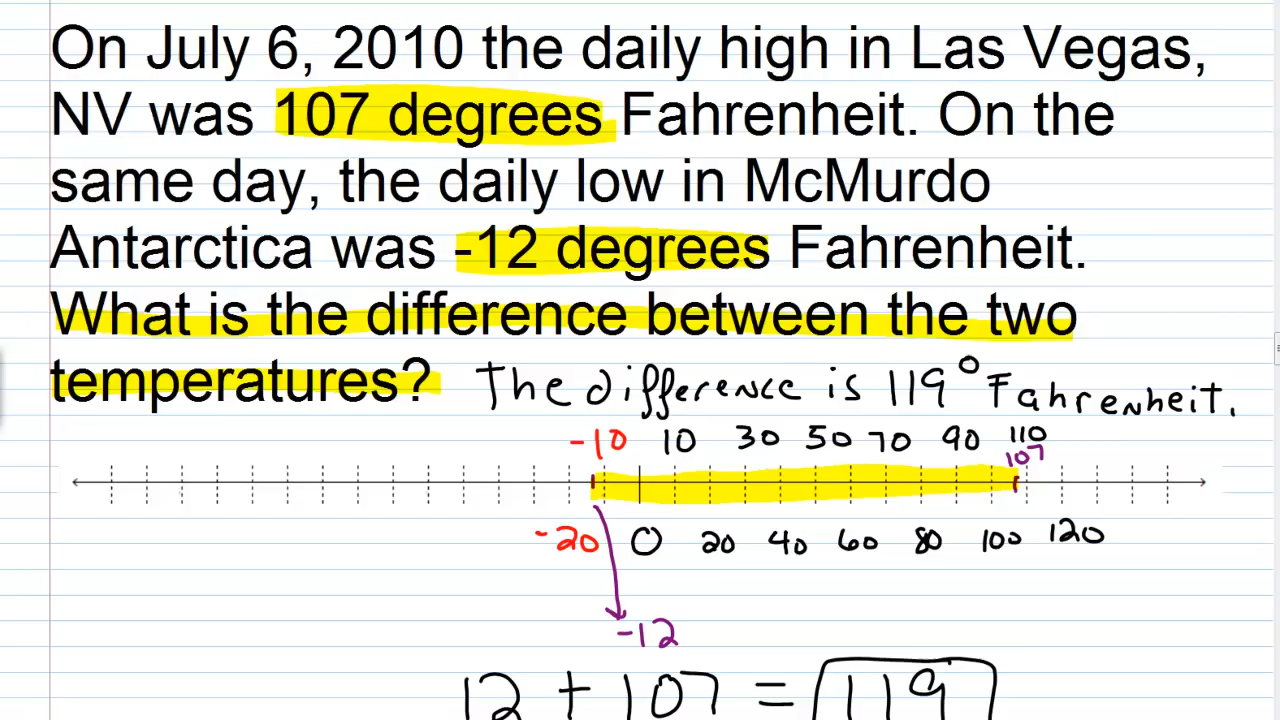 On July 6, 2010 the daily high in Las Vegas,
NV was 107 degrees Fahrenheit. On the
same day, the daily low in McMurdo
Antarctica was -12 degrees Fahrenheit.
What is the difference between the two
temperatures? The difference is 119° Fahrenheit.
-10 10 30 50 70 90 110
107
-20 0 20 40 60 80 100 120
-12
12 + 107 = 119